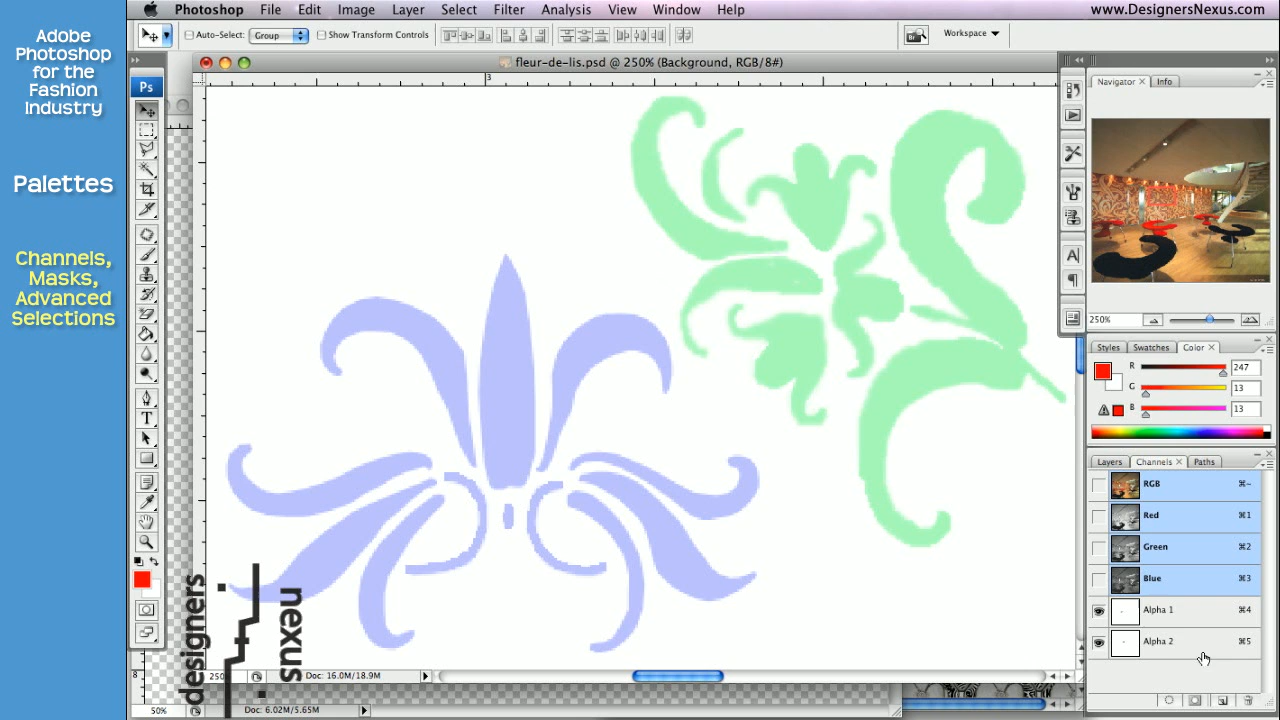 Photoshop File Edit Image Layer Select Filter Analysis View Window Help
www.DesignersNexus.com
Auto-Select: Group Show Transform Controls
Workspace
Adobe
Photoshop
for the
Fashion
Industry
Palettes
Channels,
Masks,
Advanced
Selections
fleur-de-lis.psd @ 250% (Background, RGB/8#)
3
Ps
T
8
designers
nexus
250
Doc: 16.0M/18.9M
50%
Doc: 6.02M/5.65M
Navigator Info
250%
Styles Swatches Color
R 247
G 13
B 13
Layers Channels Paths
RGB ⌘~
Red ⌘1
Green ⌘2
Blue ⌘3
Alpha 1 ⌘4
Alpha 2 ⌘5